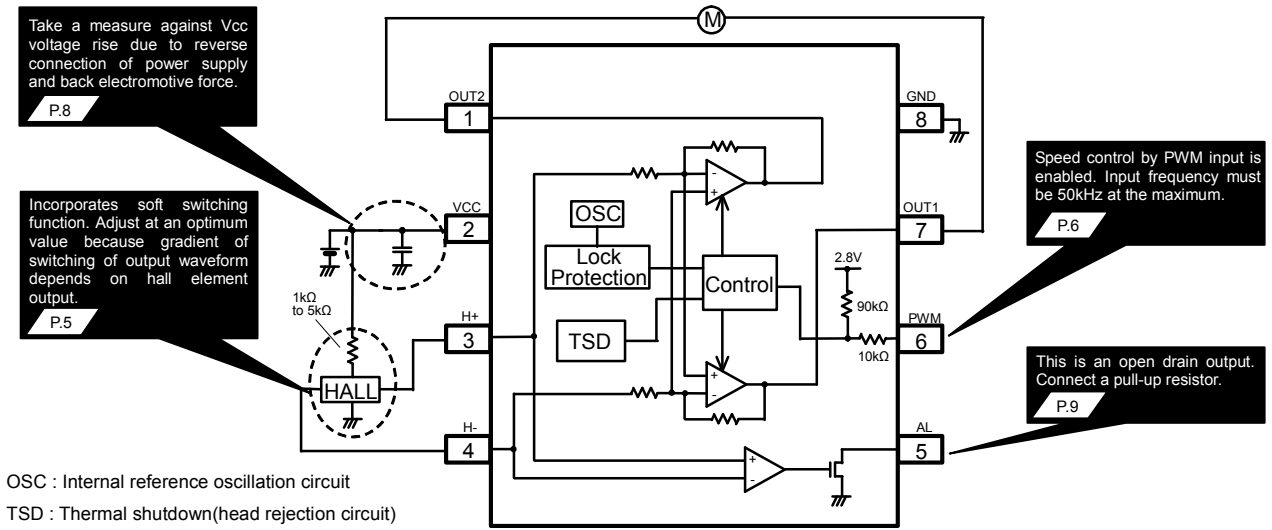 Take a measure against Vcc
voltage rise due to reverse
connection of power supply
and back electromotive force.
P.8
Incorporates soft switching
function. Adjust at an optimum
value because gradient of
switching of output waveform
depends on hall element
output.
P.5
M
OUT2
1
VCC
2
1kΩ
to 5kΩ
H+
3
HALL
H-
4
OSC
Lock
Protection
TSD
Control
-
+
+
-
+
-
2.8V
90kΩ
10kΩ
GND
8
OUT1
7
PWM
6
AL
5
Speed control by PWM input is
enabled. Input frequency must
be 50kHz at the maximum.
P.6
This is an open drain output.
Connect a pull-up resistor.
P.9
OSC : Internal reference oscillation circuit
TSD : Thermal shutdown(head rejection circuit)